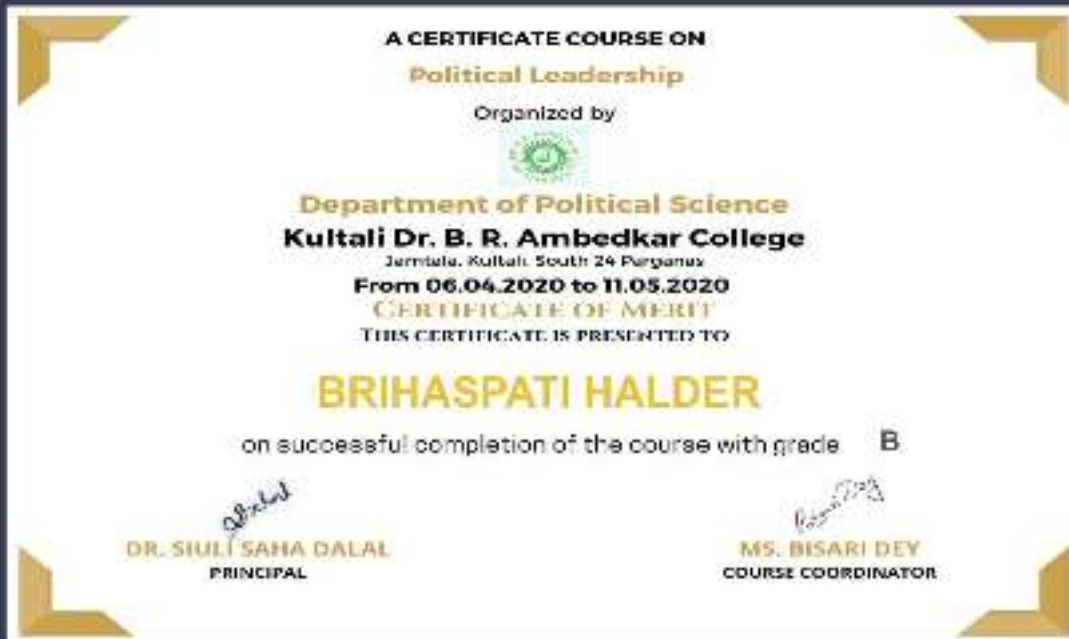 A CERTIFICATE COURSE ON
Political Leadership
Organized by
Department of Political Science
Kultali Dr. B. R. Ambedkar College
Jamtala, Kultali, South 24 Parganas
From 06.04.2020 to 11.05.2020
CERTIFICATE OF MERIT
THIS CERTIFICATE IS PRESENTED TO
BRIHASPATI HALDER
on successful completion of the course with grade B
DR. SIULI SAHA DALAL
PRINCIPAL
MS. BISARI DEY
COURSE COORDINATOR